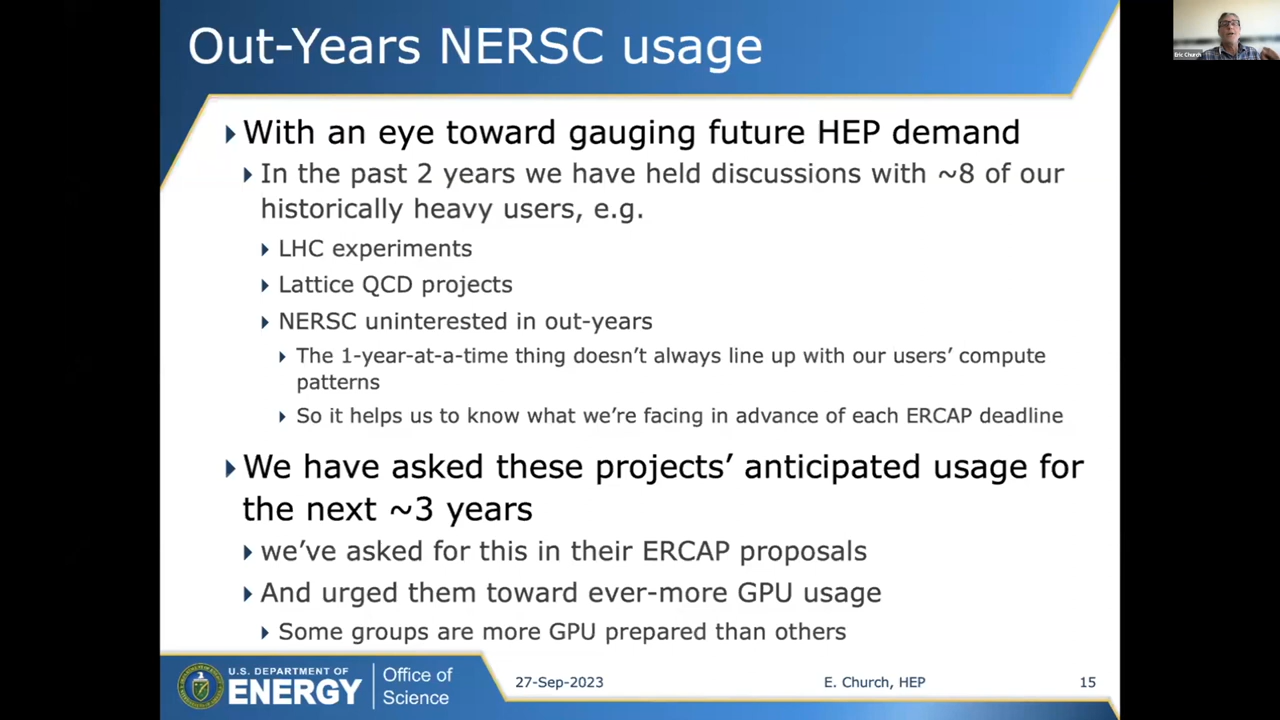 Out-Years NERSC usage
Eric Church
With an eye toward gauging future HEP demand
In the past 2 years we have held discussions with ~8 of our
historically heavy users, e.g.
LHC experiments
Lattice QCD projects
NERSC uninterested in out-years
The 1-year-at-a-time thing doesn’t always line up with our users’ compute
patterns
So it helps us to know what we’re facing in advance of each ERCAP deadline
We have asked these projects’ anticipated usage for
the next ~3 years
we’ve asked for this in their ERCAP proposals
And urged them toward ever-more GPU usage
Some groups are more GPU prepared than others
U.S. DEPARTMENT OF
ENERGY
Office of
Science
27-Sep-2023
E. Church, HEP
15